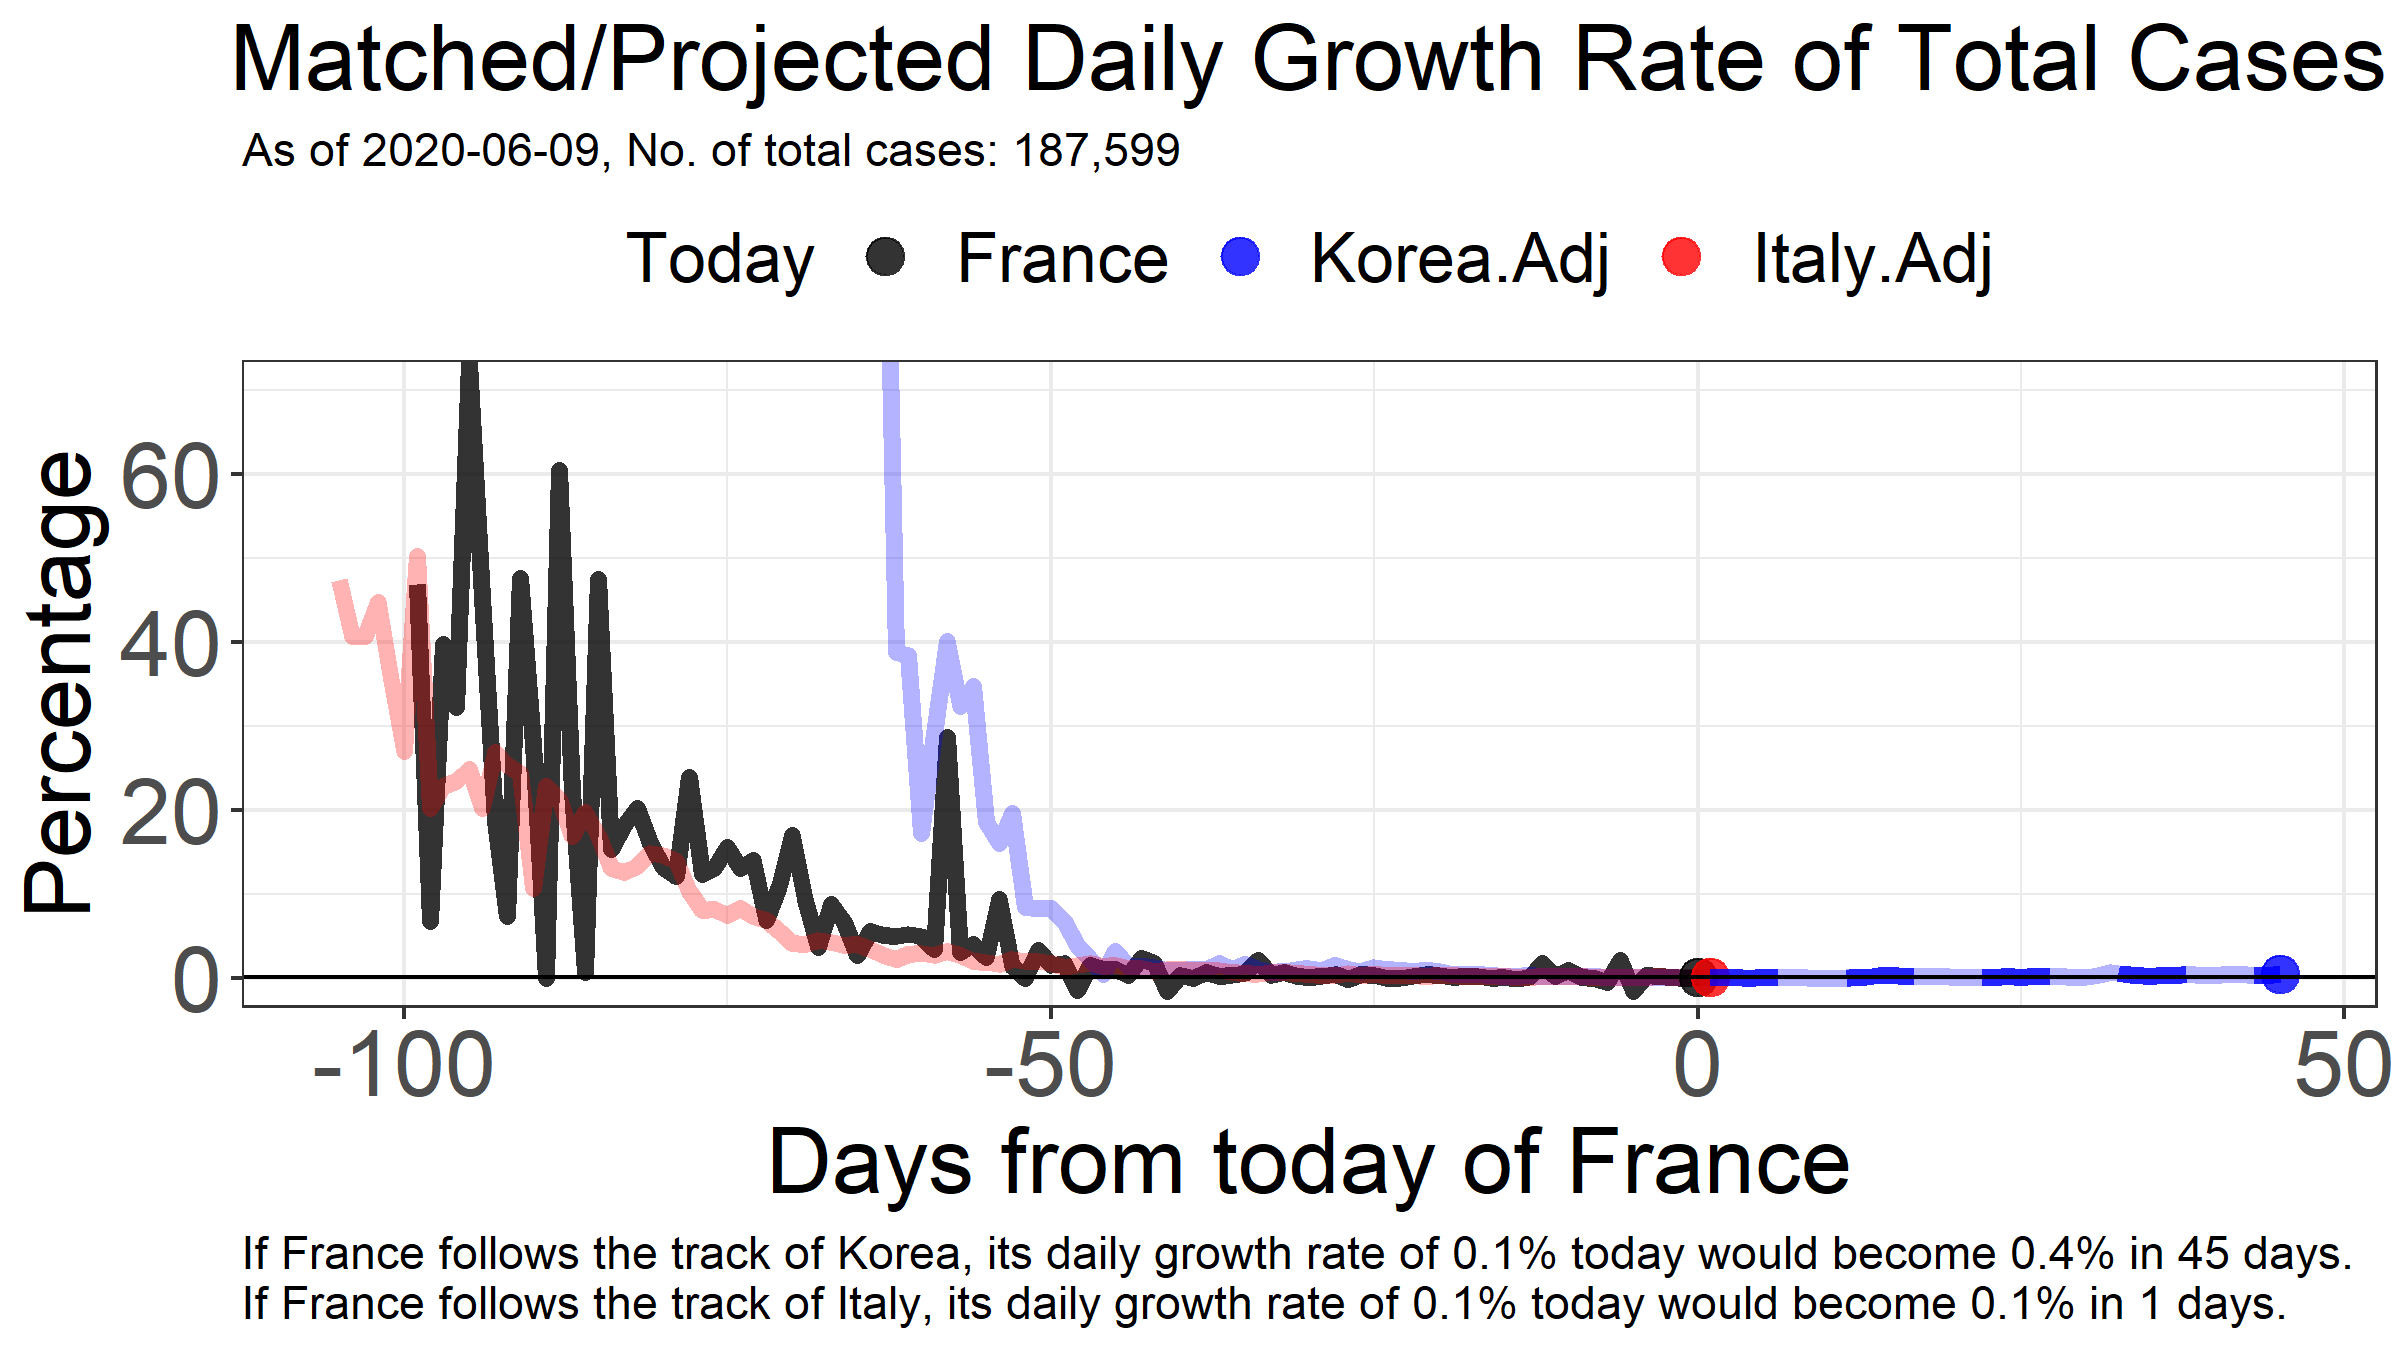 Matched/Projected Daily Growth Rate of Total Cases
As of 2020-06-09, No. of total cases: 187,599
Today France Korea.Adj Italy.Adj
Percentage
60
40
20
0
-100 -50 0 50
Days from today of France
If France follows the track of Korea, its daily growth rate of 0.1% today would become 0.4% in 45 days.
If France follows the track of Italy, its daily growth rate of 0.1% today would become 0.1% in 1 days.